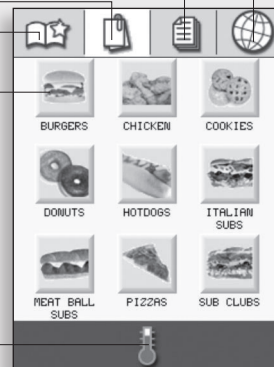 BURGERS
CHICKEN
COOKIES
DONUTS
HOTDOGS
ITALIAN
SUBS
MEAT BALL
SUBS
PIZZAS
SUB CLUBS